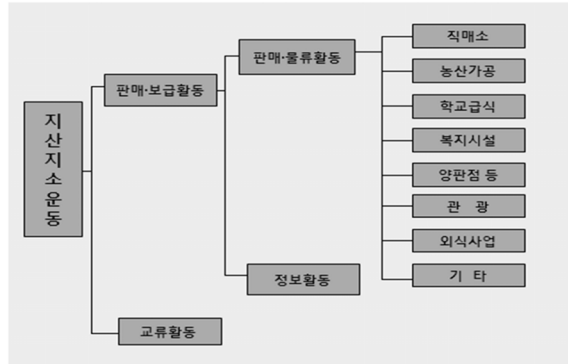 지산지소운동
판매·보급활동
교류활동
판매·물류활동
정보활동
직매소
농산가공
학교급식
복지시설
양판점 등
관 광
외식사업
기 타